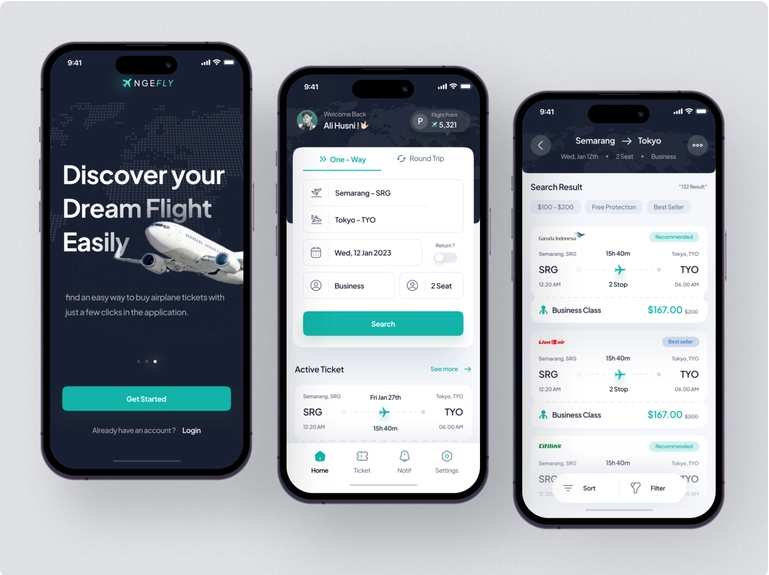 9:41
NGEFLY
Discover your
Dream Flight
Easily
find an easy way to buy airplane tickets with
just a few clicks in the application.
Get Started
Already have an account ? Login
9:41
Welcome Back
Ali Husni !
P
Flight Point
5,321
One - Way
Round Trip
Semarang - SRG
Tokyo - TYO
Wed, 12 Jan 2023
Return ?
Business
2 Seat
Search
Active Ticket
See more
Semarang, SRG
Fri Jan 27th
Tokyo, TYO
SRG
TYO
12:20 AM
15h 40m
06.00 AM
Home
Ticket
Notif
Settings
9:41
Semarang → Tokyo
Wed, Jan 12th • 2 Seat • Business
Search Result
"132 Result"
$100 - $200
Free Protection
Best Seller
Garuda Indonesia
Recommended
Semarang, SRG
15h 40m
Tokyo, TYO
SRG
TYO
12:20 AM
2 Stop
06.00 AM
Business Class
$167.00 $200
Lion air
Best seller
Semarang, SRG
15h 40m
Tokyo, TYO
SRG
TYO
12:20 AM
2 Stop
06.00 AM
Business Class
$167.00 $200
Citilink
Recommended
Semarang, SRG
15h 40m
Tokyo, TYO
SRG
TYO
Sort
Filter